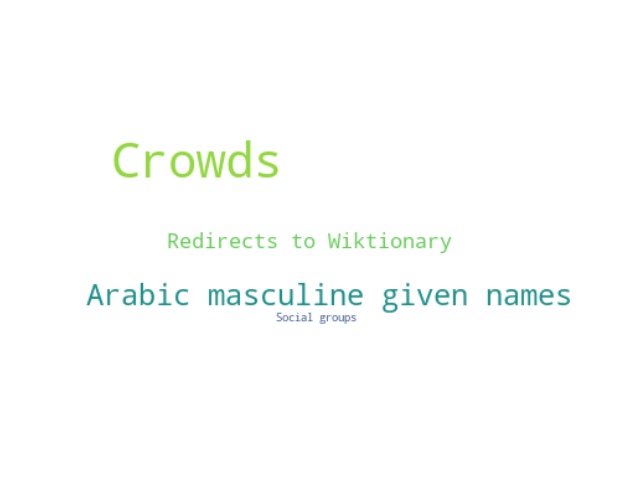 Crowds
Redirects to Wiktionary
Arabic masculine given names
Social groups